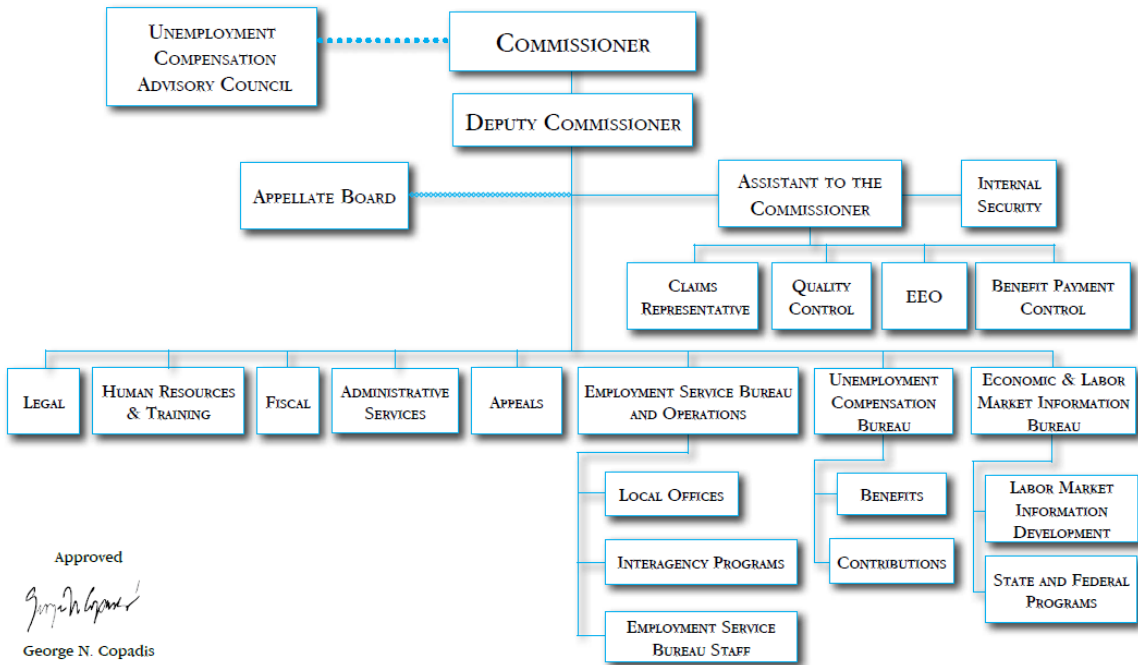 Unemployment
Compensation
Advisory Council
Commissioner
Deputy Commissioner
Appellate Board
Assistant to the
Commissioner
Internal
Security
Claims
Representative
Quality
Control
EEO
Benefit Payment
Control
Legal
Human Resources
& Training
Fiscal
Administrative
Services
Appeals
Employment Service Bureau
and Operations
Unemployment
Compensation
Bureau
Economic & Labor
Market Information
Bureau
Local Offices
Interagency Programs
Employment Service
Bureau Staff
Benefits
Contributions
Labor Market
Information
Development
State and Federal
Programs
Approved
George N. Copadis
George N. Copadis